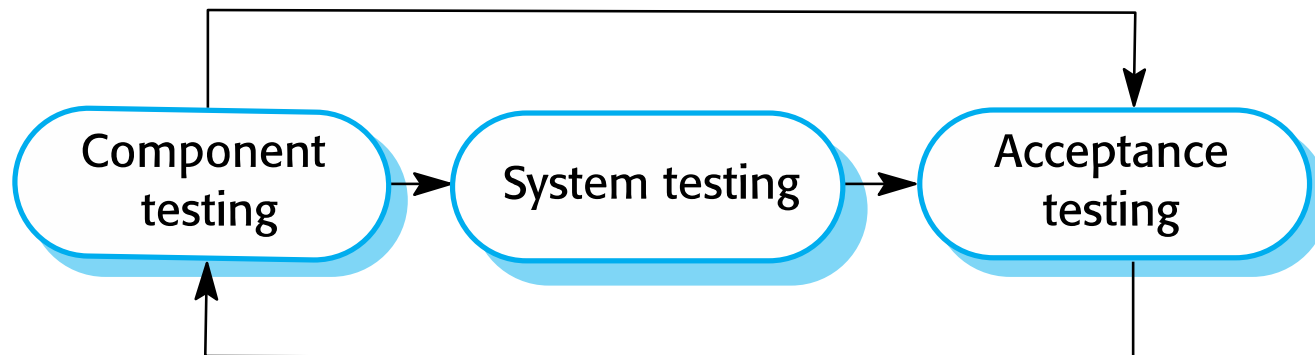 Component
testing
System testing
Acceptance
testing